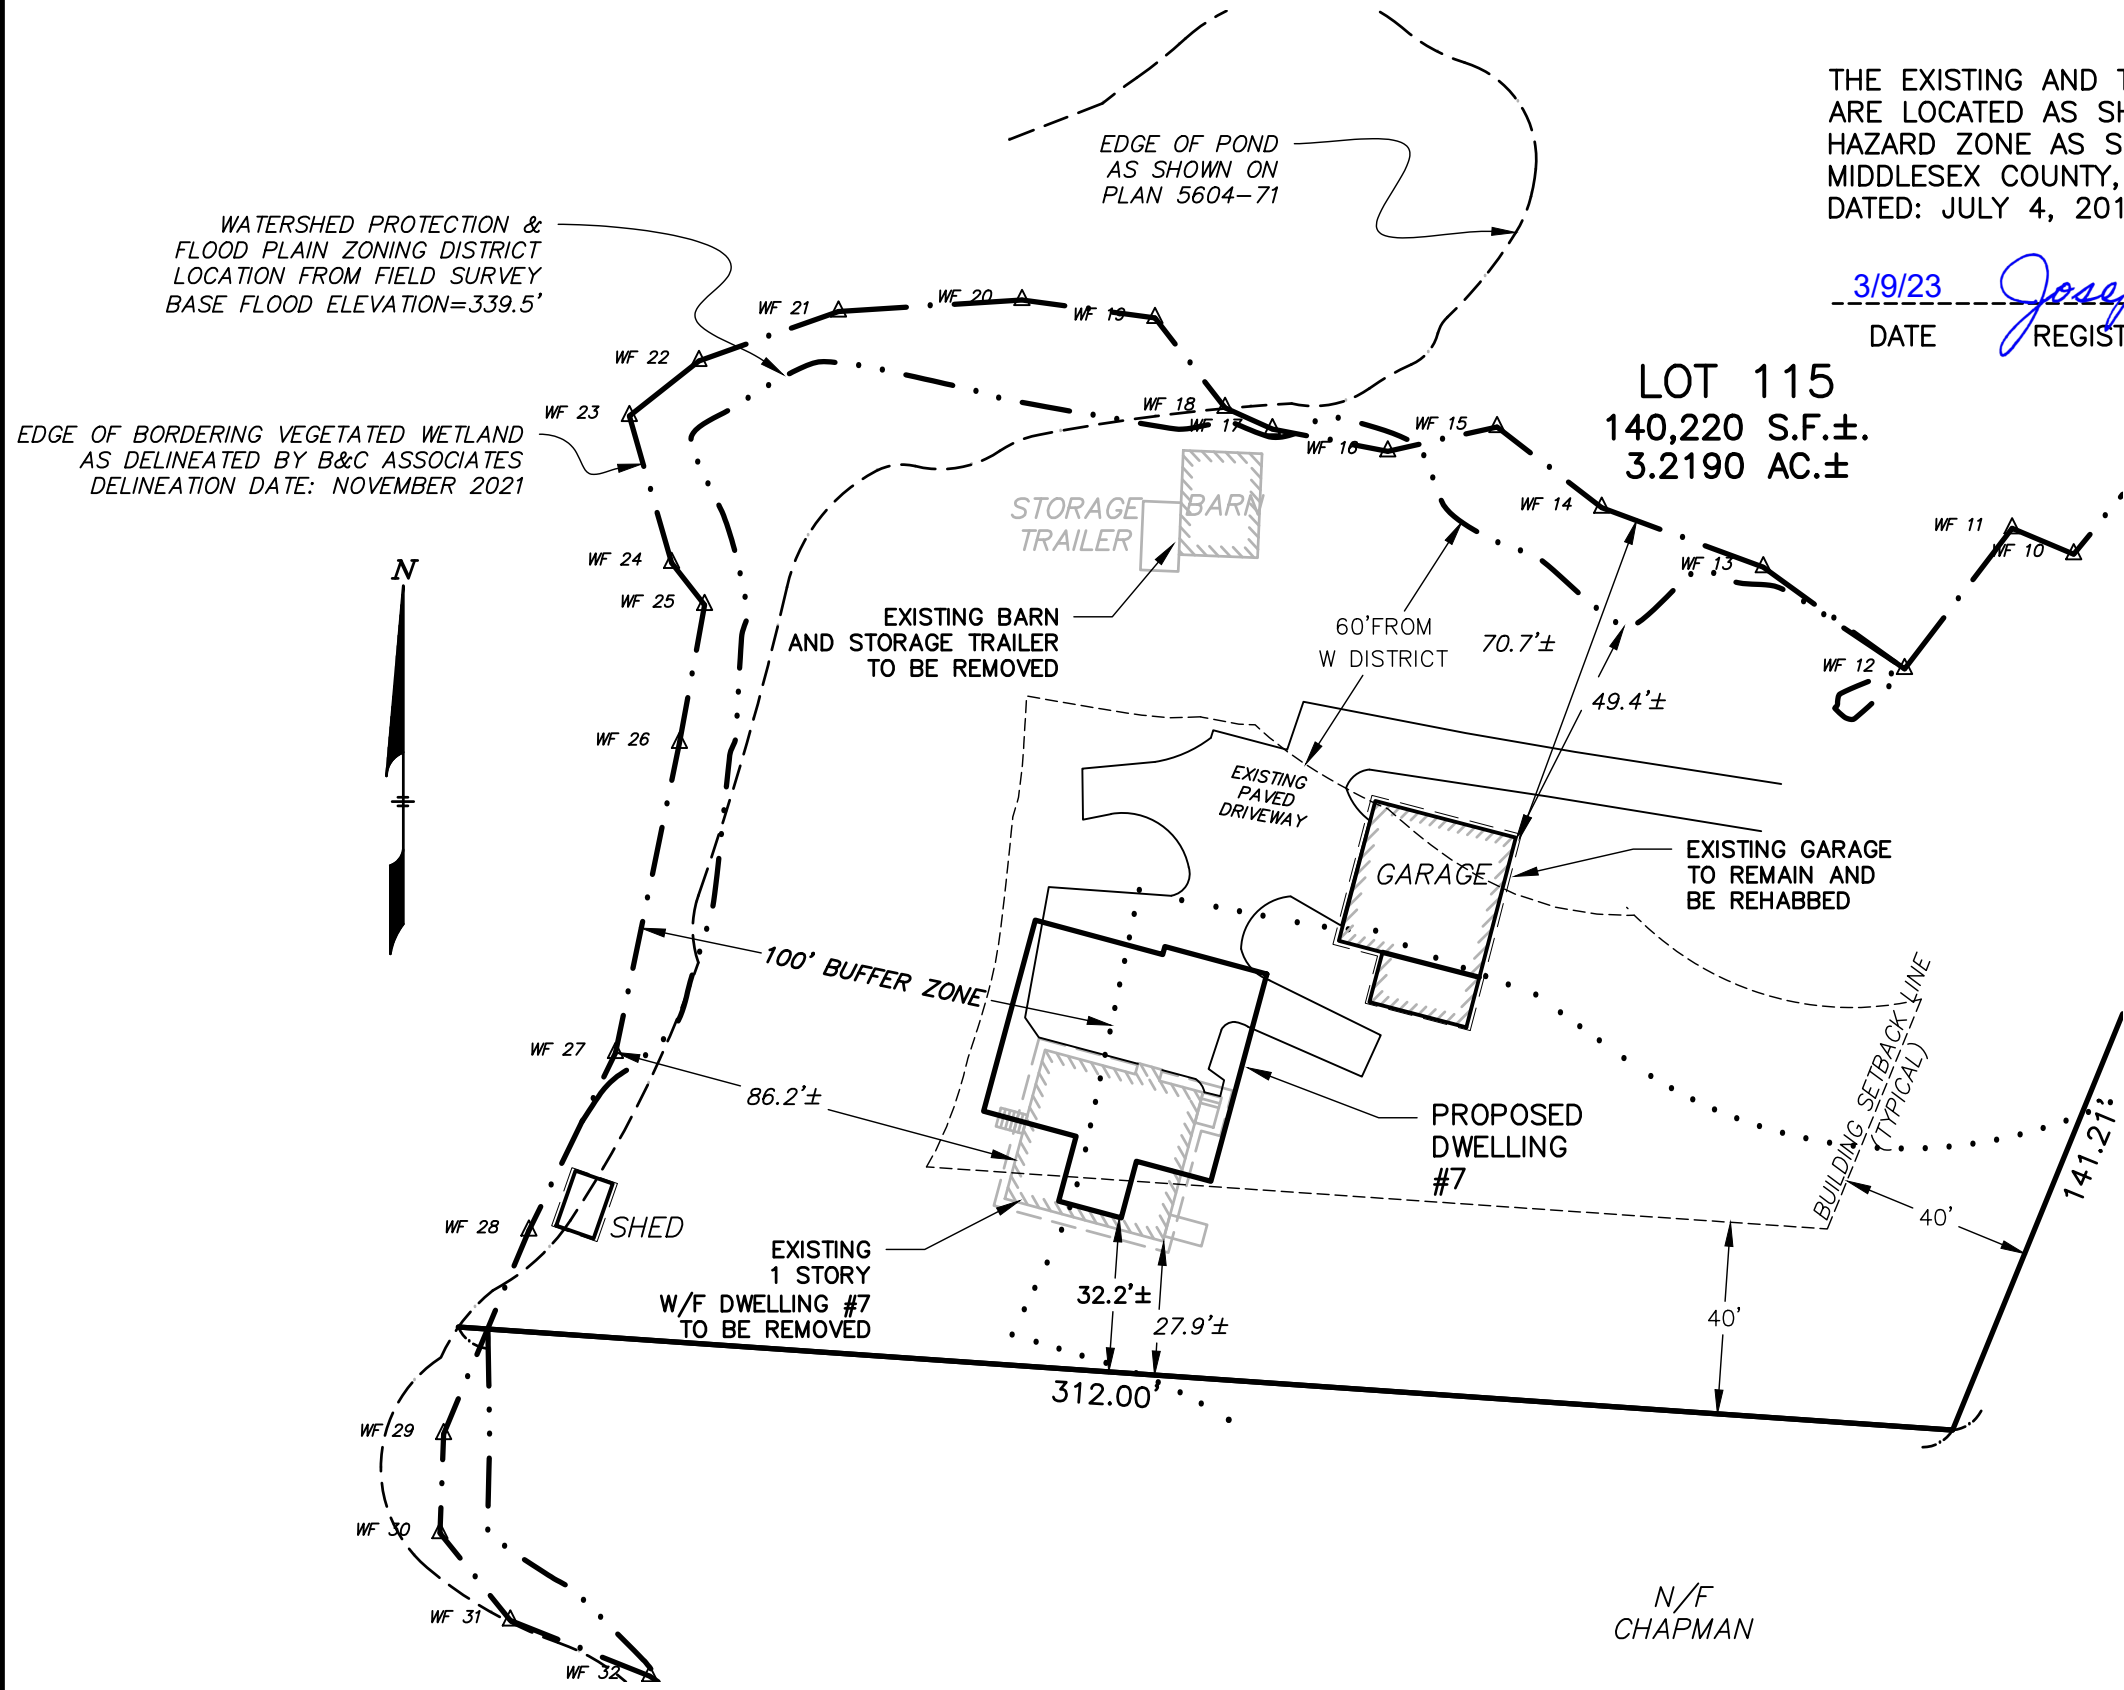 THE EXISTING AND
ARE LOCATED AS
HAZARD ZONE AS
MIDDLESEX COUNTY,
DATED: JULY 4,
3/9/23
DATE
LOT 115
140,220 S.F.±.
3.2190 AC.±
EDGE OF POND
AS SHOWN ON
PLAN 5604-71
WATERSHED PROTECTION &
FLOOD PLAIN ZONING DISTRICT
LOCATION FROM FIELD SURVEY
BASE FLOOD ELEVATION=339.5'
EDGE OF BORDERING VEGETATED WETLAND
AS DELINEATED BY B&C ASSOCIATES
DELINEATION DATE: NOVEMBER 2021
WF 21
WF 20
WF 19
WF 22
WF 23
WF 18
WF 17
WF 16
WF 15
WF 14
WF 13
WF 12
WF 11
WF 10
WF 24
WF 25
WF 26
WF 27
WF 28
WF 29
WF 30
WF 31
WF 32
N
STORAGE
TRAILER
BARN
EXISTING BARN
AND STORAGE TRAILER
TO BE REMOVED
60'FROM
W DISTRICT
70.7'±
49.4'±
EXISTING
PAVED
DRIVEWAY
GARAGE
EXISTING GARAGE
TO REMAIN AND
BE REHABBED
100' BUFFER ZONE
86.2'±
PROPOSED
DWELLING
#7
BUILDING SETBACK LINE
(TYPICAL)
141.21'
40'
SHED
EXISTING
1 STORY
W/F DWELLING #7
TO BE REMOVED
32.2'±
27.9'±
40'
312.00'
N/F
CHAPMAN